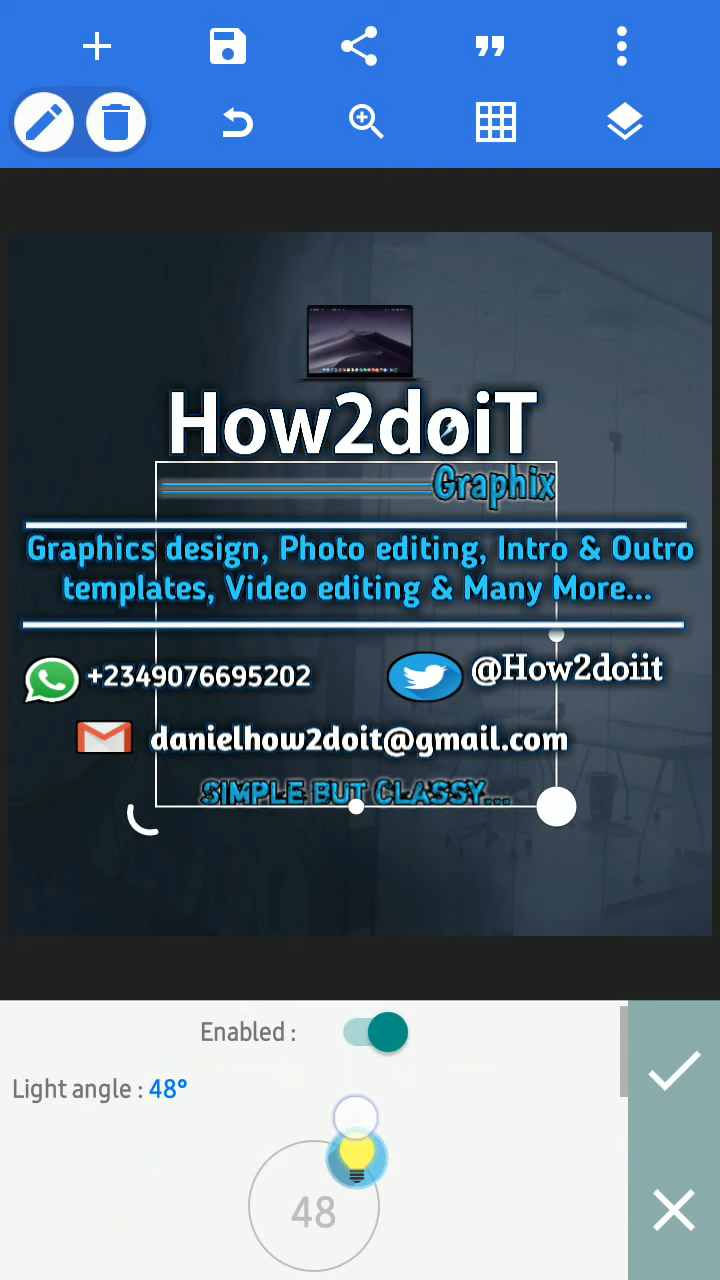 How2doiT
Graphix
Graphics design, Photo editing, Intro & Outro
templates, Video editing & Many More...
+2349076695202
@How2doiit
danielhow2doit@gmail.com
SIMPLE BUT CLASSY...
Enabled :
Light angle : 48°
48